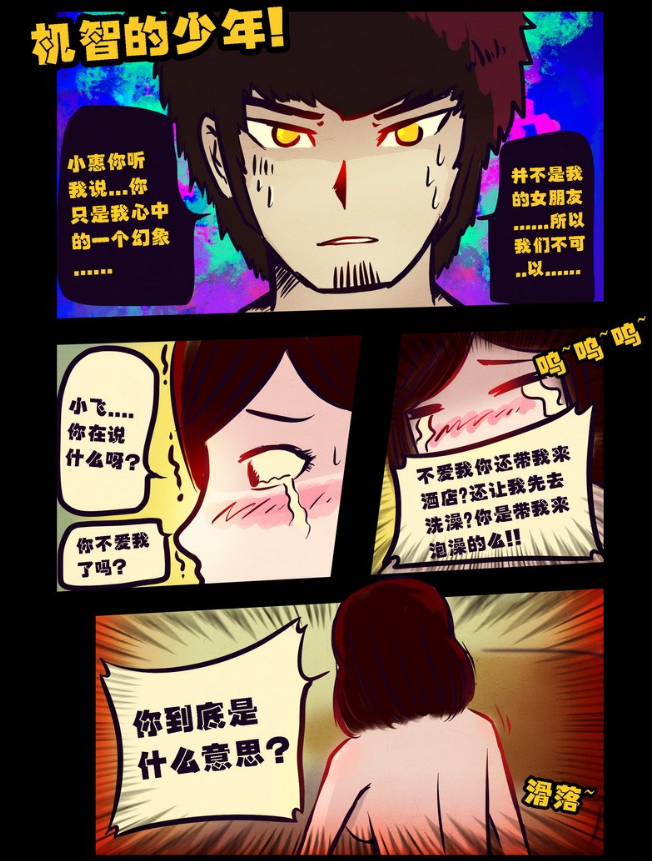 机智的少年!
小惠你听
我说...你
只是我心中
的一个幻象
......
并不是我
的女朋友
......所以
我们不可
..以......
小飞....
你在说
什么呀?
你不爱我
了吗?
呜~呜~呜~
不爱我你还带我来
酒店?还让我先去
洗澡?你是带我来
泡澡的么!!
你到底是
什么意思?
滑落~